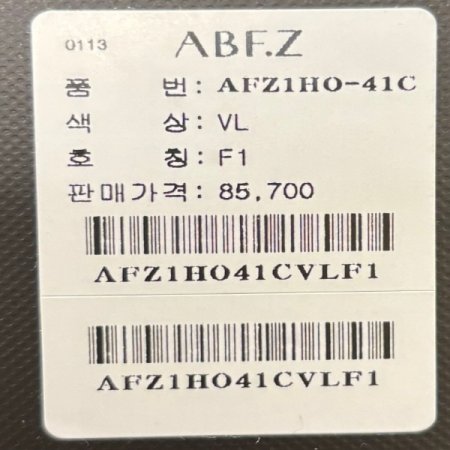 0113 ABF.Z
품 번: AFZ1HO-41C
색 상: VL
호 칭: F1
판매가격: 85,700
AFZ1HO41CVLF1
AFZ1HO41CVLF1